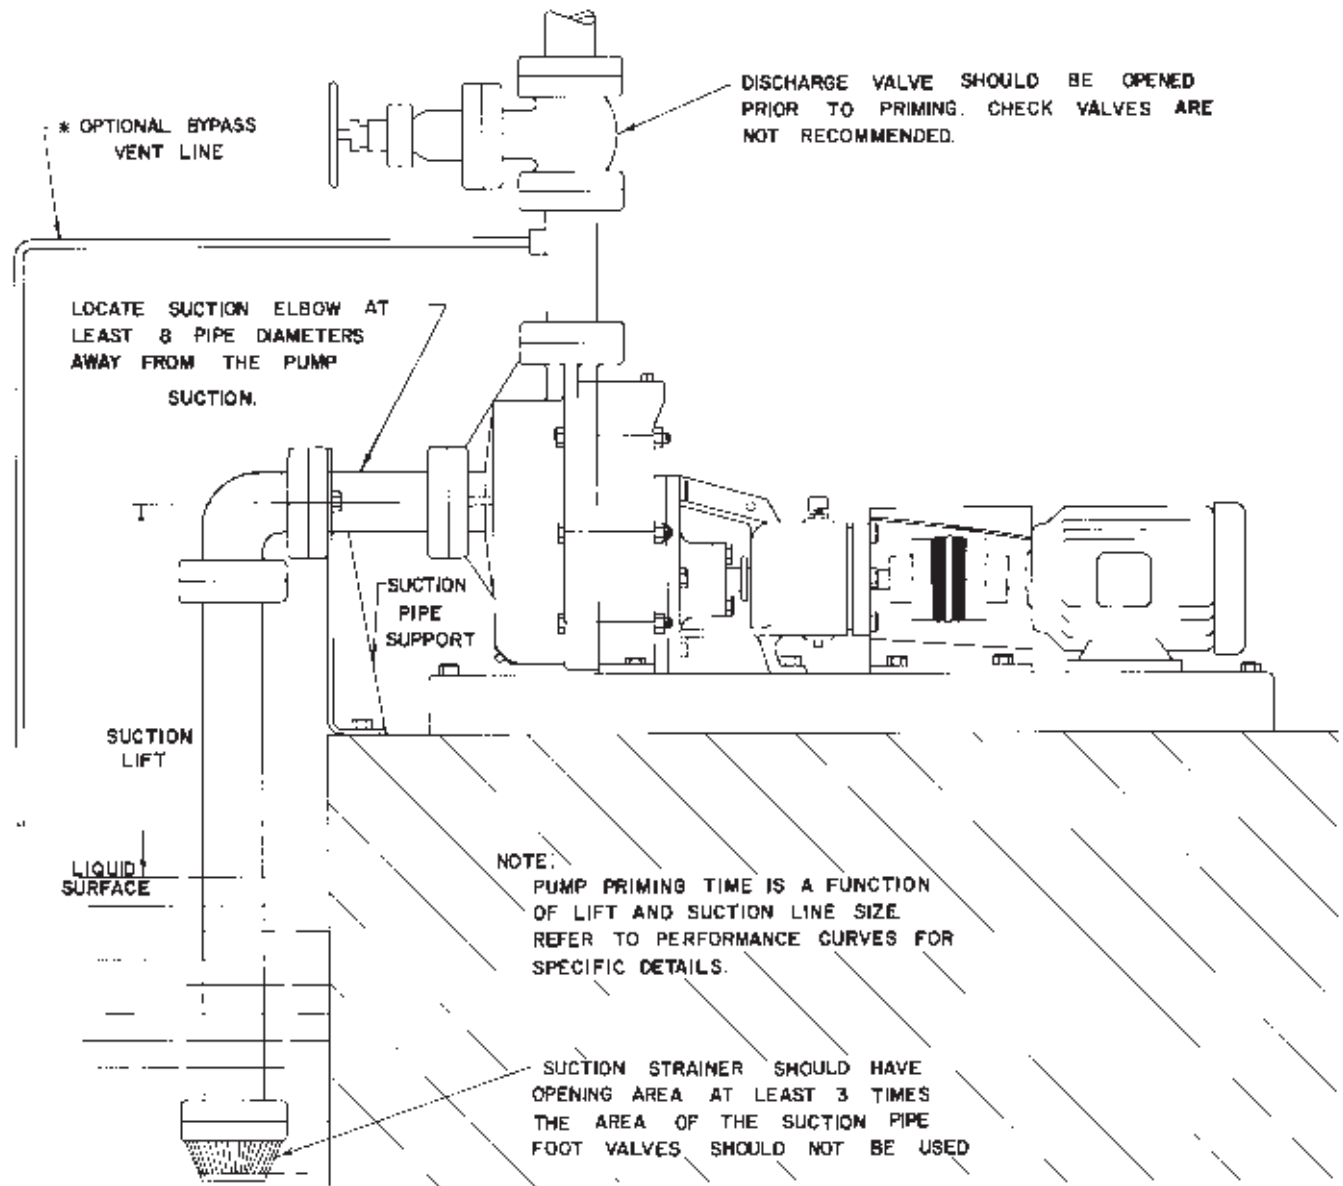 DISCHARGE VALVE SHOULD BE OPENED
PRIOR TO PRIMING. CHECK VALVES ARE
NOT RECOMMENDED.
* OPTIONAL BYPASS
VENT LINE
LOCATE SUCTION ELBOW AT
LEAST 8 PIPE DIAMETERS
AWAY FROM THE PUMP
SUCTION.
SUCTION
PIPE
SUPPORT
SUCTION
LIFT
LIQUID
SURFACE
NOTE:
PUMP PRIMING TIME IS A FUNCTION
OF LIFT AND SUCTION LINE SIZE
REFER TO PERFORMANCE CURVES FOR
SPECIFIC DETAILS.
SUCTION STRAINER SHOULD HAVE
OPENING AREA AT LEAST 3 TIMES
THE AREA OF THE SUCTION PIPE
FOOT VALVES SHOULD NOT BE USED